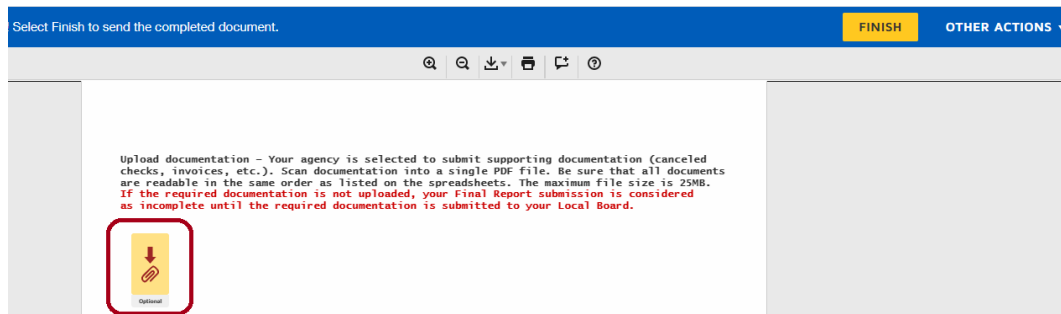 Select Finish to send the completed document.
FINISH
OTHER ACTIONS
Upload documentation – Your agency is selected to submit supporting documentation (canceled
checks, invoices, etc.). Scan documentation into a single PDF file. Be sure that all documents
are readable in the same order as listed on the spreadsheets. The maximum file size is 25MB.
If the required documentation is not uploaded, your Final Report submission is considered
as incomplete until the required documentation is submitted to your Local Board.
Optional